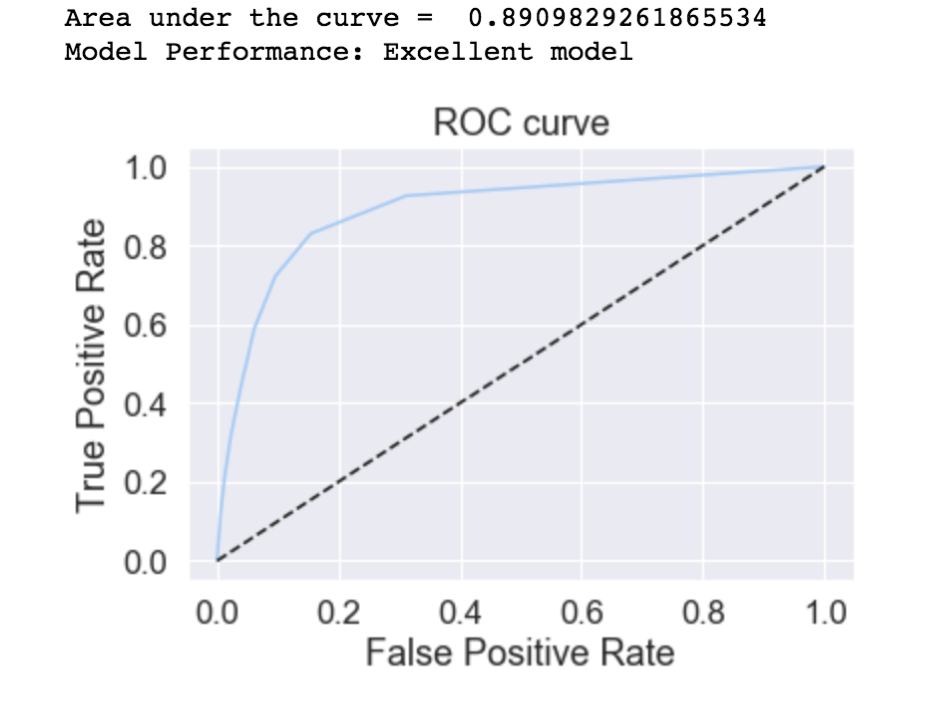 Area under the curve = 0.8909829261865534
Model Performance: Excellent model
ROC curve
1.0
0.8
0.6
0.4
0.2
0.0
True Positive Rate
0.0 0.2 0.4 0.6 0.8 1.0
False Positive Rate